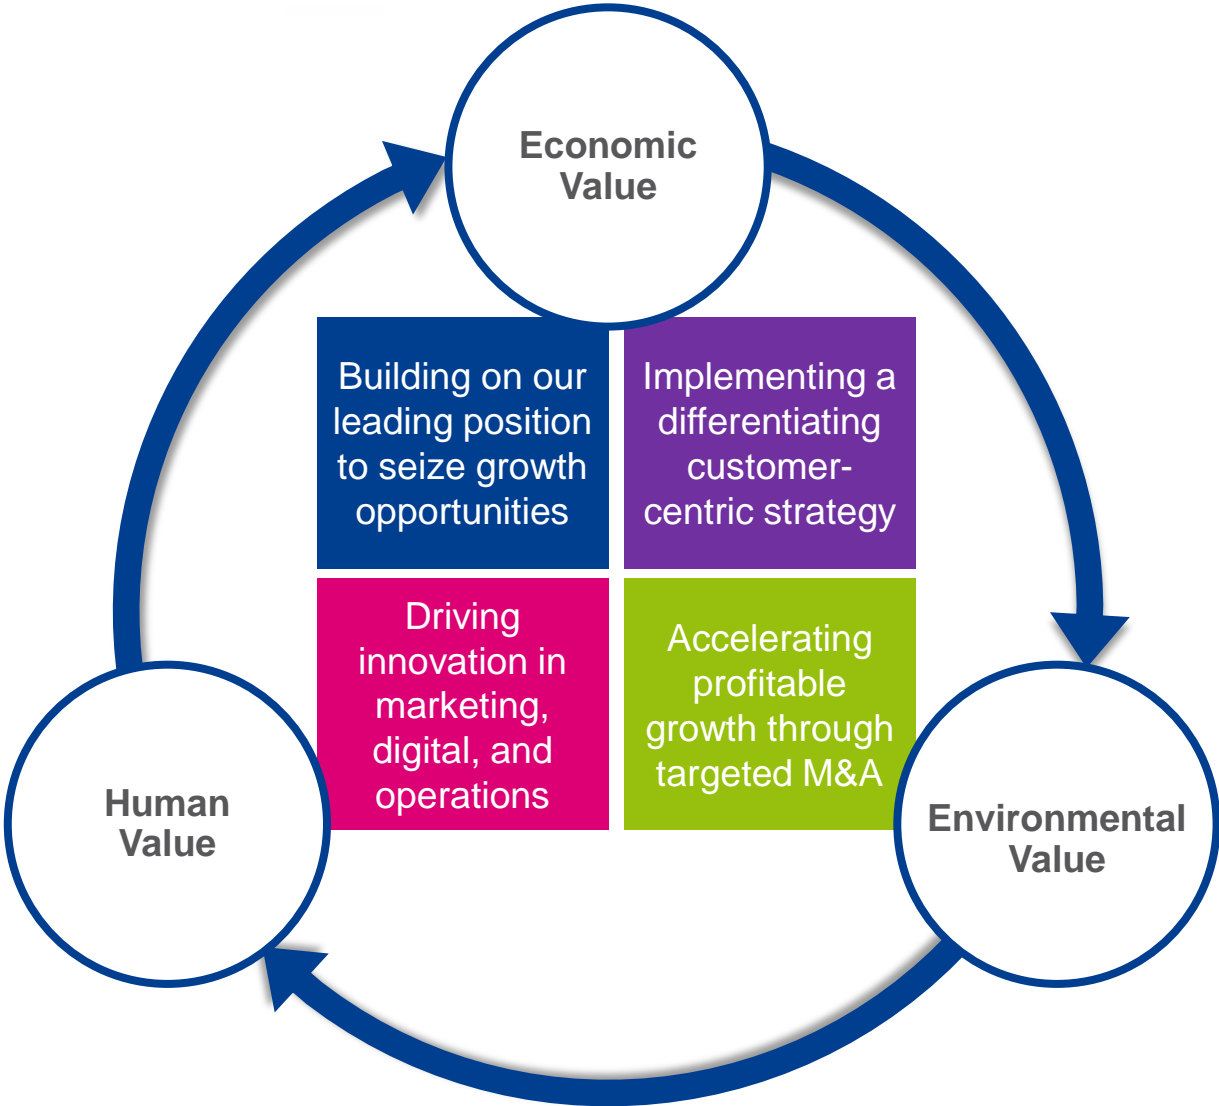 Economic
Value
Building on our
leading position
to seize growth
opportunities
Implementing a
differentiating
customer-
centric strategy
Driving
innovation in
marketing,
digital, and
operations
Accelerating
profitable
growth through
targeted M&A
Human
Value
Environmental
Value